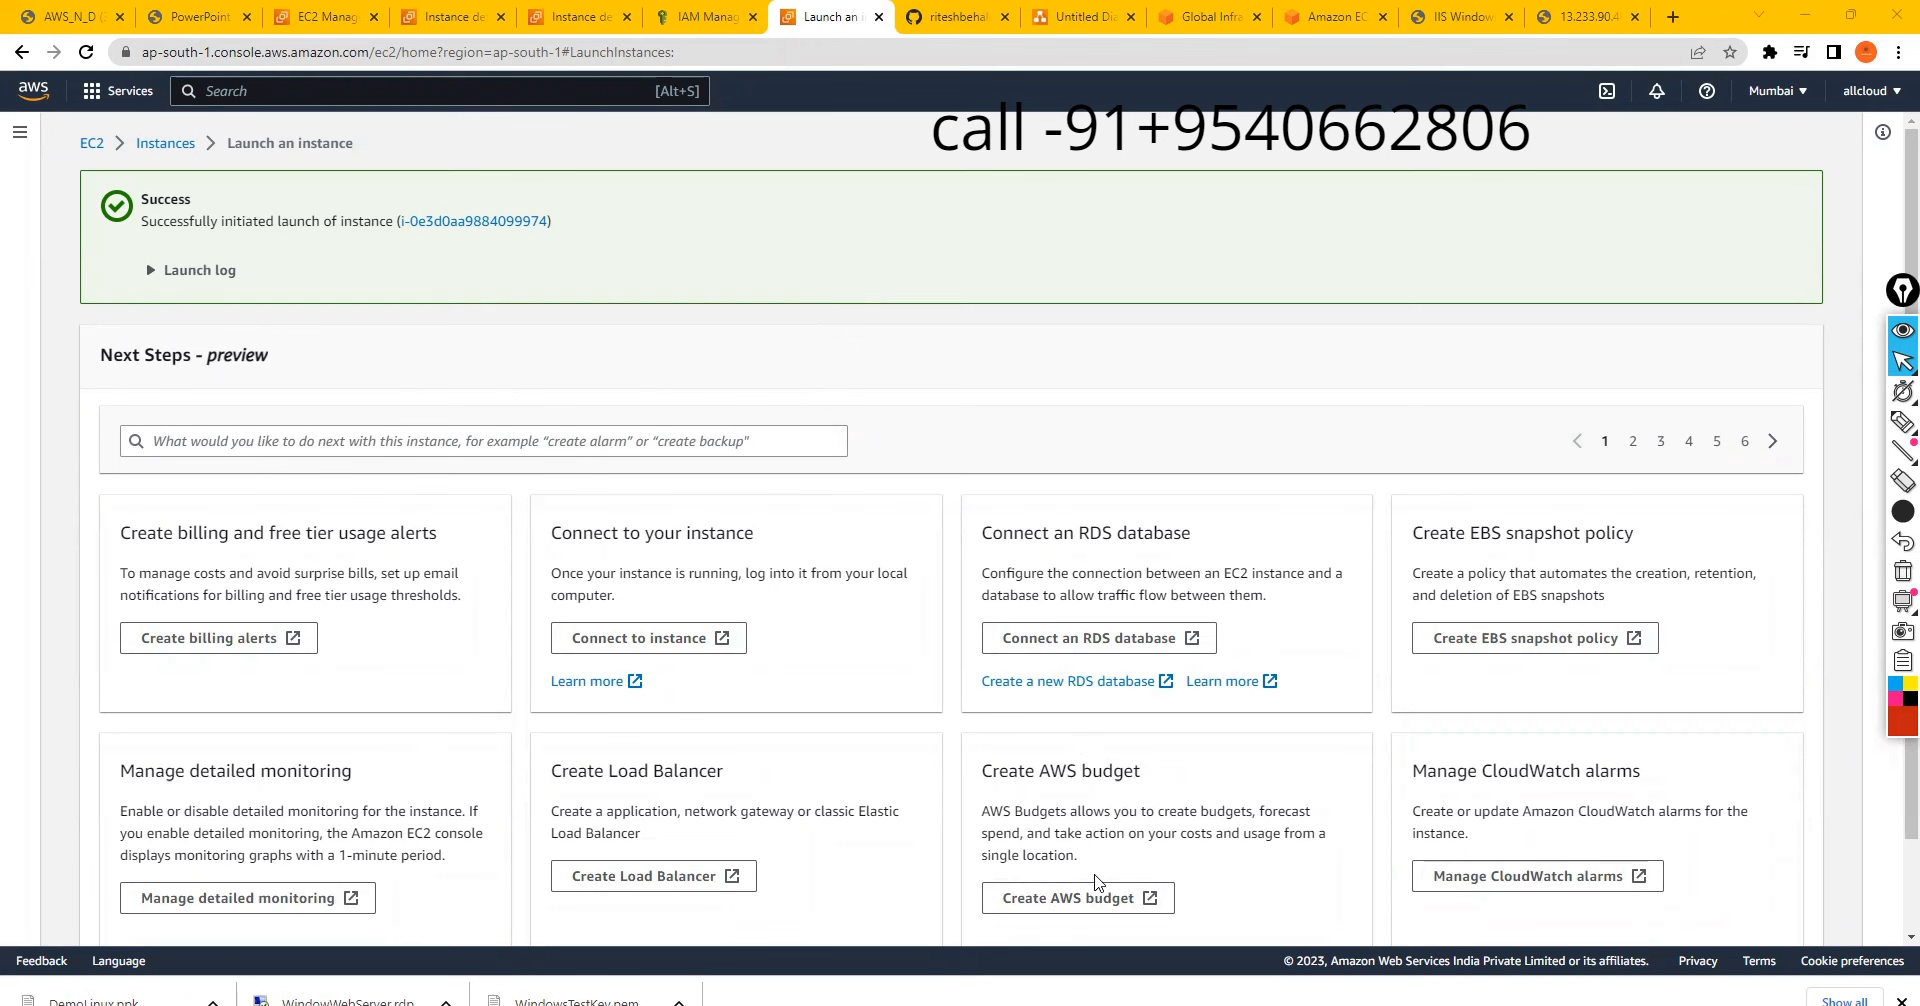 AWS_N_D (
PowerPoint
EC2 Manag
Instance de
Instance de
IAM Manag
Launch an i
riteshbehal
Untitled Dia
Global Infra
Amazon EC
IIS Window
13.233.90.4
ap-south-1.console.aws.amazon.com/ec2/home?region=ap-south-1#LaunchInstances:
aws
Services
Search
[Alt+S]
Mumbai
allcloud
call -91+9540662806
EC2
Instances
Launch an instance
Success
Successfully initiated launch of instance (i-0e3d0aa9884099974)
Launch log
Next Steps - preview
What would you like to do next with this instance, for example “create alarm” or “create backup"
1 2 3 4 5 6
Create billing and free tier usage alerts
To manage costs and avoid surprise bills, set up email
notifications for billing and free tier usage thresholds.
Create billing alerts
Connect to your instance
Once your instance is running, log into it from your local
computer.
Connect to instance
Learn more
Connect an RDS database
Configure the connection between an EC2 instance and a
database to allow traffic flow between them.
Connect an RDS database
Create a new RDS database Learn more
Create EBS snapshot policy
Create a policy that automates the creation, retention,
and deletion of EBS snapshots
Create EBS snapshot policy
Manage detailed monitoring
Enable or disable detailed monitoring for the instance. If
you enable detailed monitoring, the Amazon EC2 console
displays monitoring graphs with a 1-minute period.
Manage detailed monitoring
Create Load Balancer
Create a application, network gateway or classic Elastic
Load Balancer
Create Load Balancer
Create AWS budget
AWS Budgets allows you to create budgets, forecast
spend, and take action on your costs and usage from a
single location.
Create AWS budget
Manage CloudWatch alarms
Create or update Amazon CloudWatch alarms for the
instance.
Manage CloudWatch alarms
Feedback
Language
© 2023, Amazon Web Services India Private Limited or its affiliates.
Privacy
Terms
Cookie preferences
DemoLinux.ppk
WindowWebServer.rdp
WindowsTestKey.pem
Show all